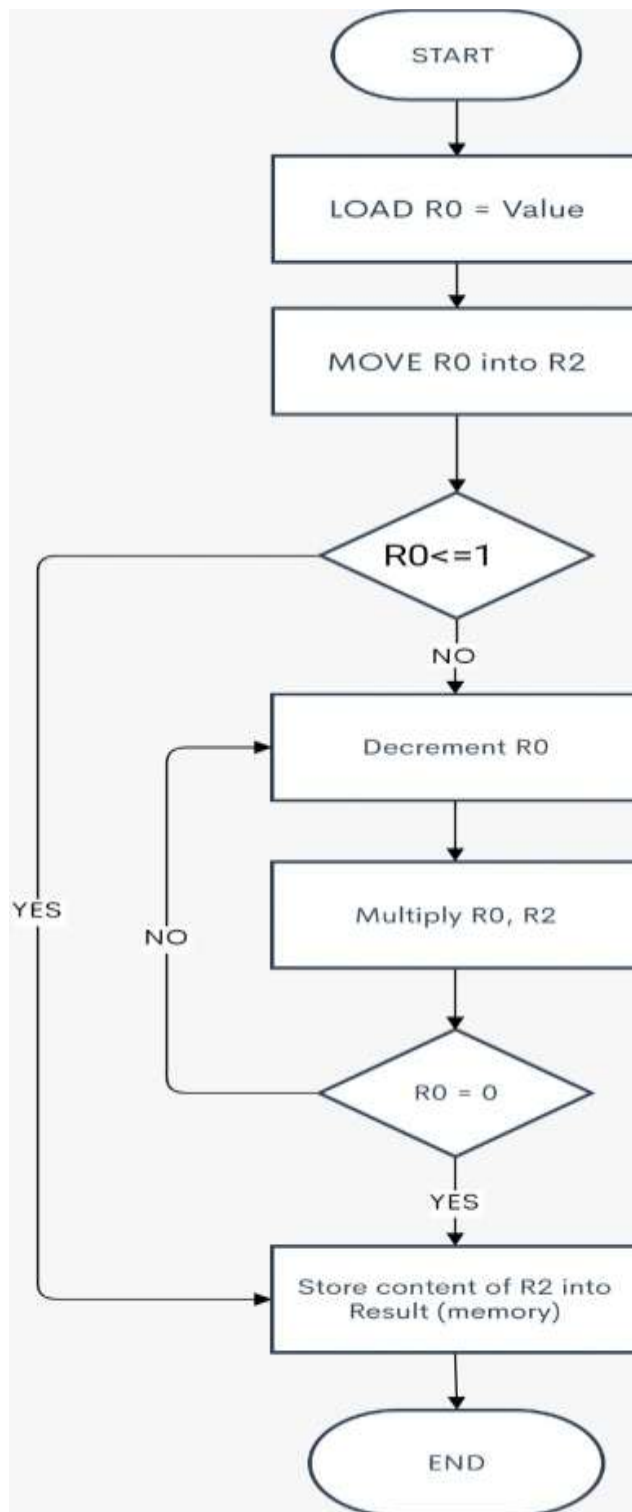 START
LOAD R0 = Value
MOVE R0 into R2
R0<=1
NO
Decrement R0
YES
Multiply R0, R2
NO
R0 = 0
YES
Store content of R2 into
Result (memory)
END